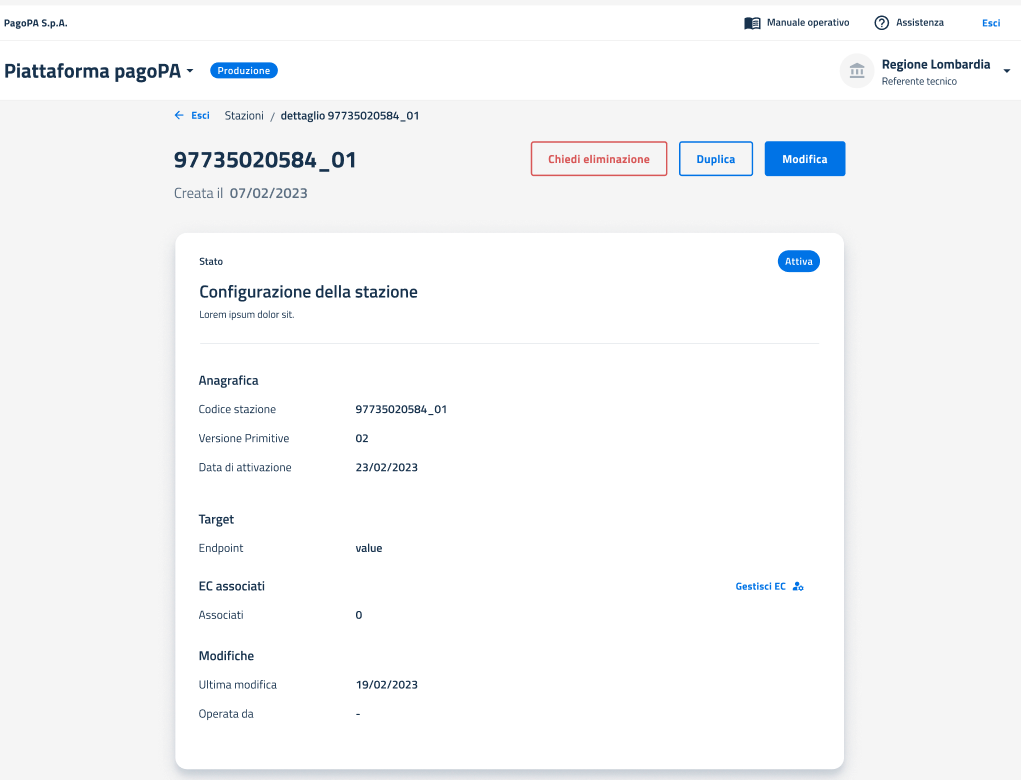 PagoPA S.p.A.
Manuale operativo
Assistenza
Esci
Piattaforma pagoPA
Produzione
Regione Lombardia
Referente tecnico
Esci
Stazioni / dettaglio 97735020584_01
97735020584_01
Chiedi eliminazione
Duplica
Modifica
Creata il 07/02/2023
Stato
Attiva
Configurazione della stazione
Lorem ipsum dolor sit.
Anagrafica
Codice stazione 97735020584_01
Versione Primitive 02
Data di attivazione 23/02/2023
Target
Endpoint value
EC associati
Gestisci EC
Associati 0
Modifiche
Ultima modifica 19/02/2023
Operata da -